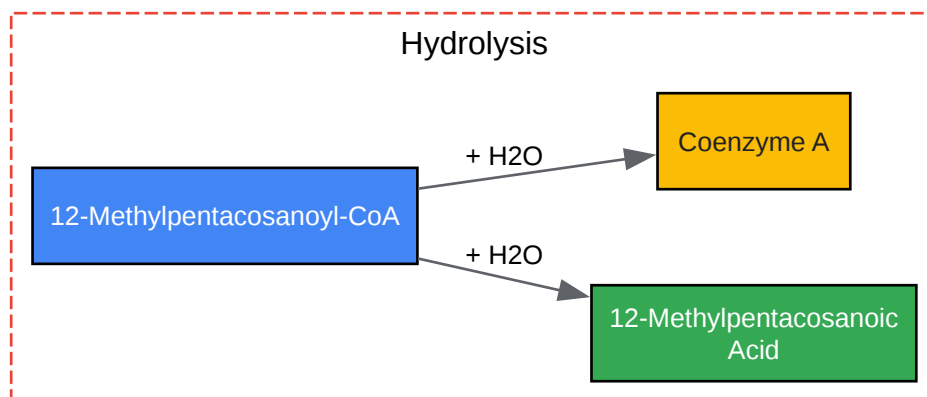 Hydrolysis
+ H2O
Coenzyme A
12-Methylpentacosanoyl-CoA
+ H2O
12-Methylpentacosanoic
Acid